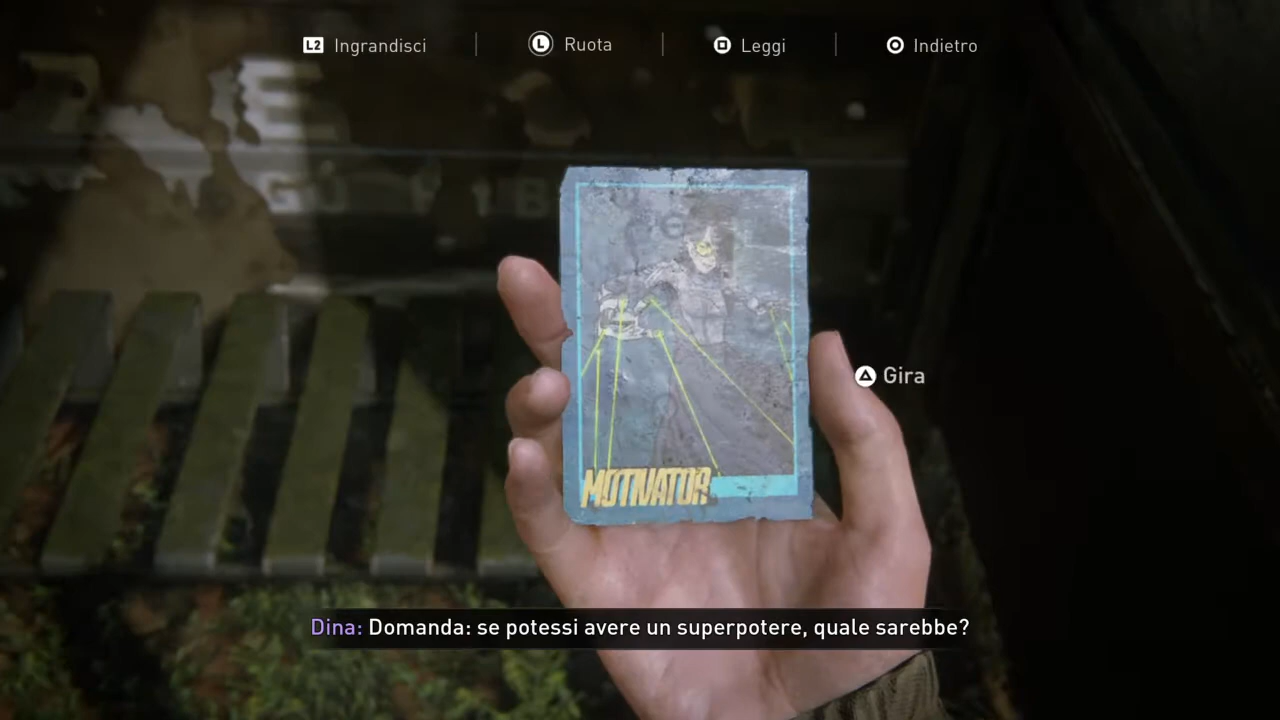 L2 Ingrandisci
L Ruota
Leggi
Indietro
Gira
MOTIVATOR
Dina: Domanda: se potessi avere un superpotere, quale sarebbe?